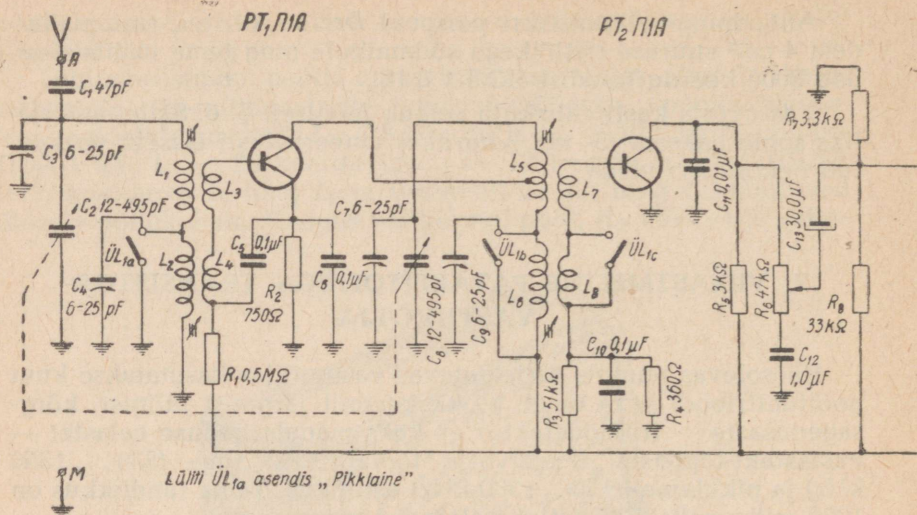 PT₁ П1А
PT₂ П1А
A
C₁ 47pF
C₃ 6-25pF
L₁
L₃
C₂ 12-495pF
ÜL₁ₐ
L₂
L₄
C₄
6-25pF
C₅ 0,1μF
R₂
750Ω
R₁ 0,5MΩ
C₆ 0,1μF
C₇ 6-25pF
C₈ 12-495pF
C₉ 6-25pF
L₅
L₇
ÜL₁b
ÜL₁c
L₆
L₈
C₁₀ 0,1μF
R₃ 51kΩ
R₄ 360Ω
C₁₁ 0,01μF
R₅ 3kΩ
R₆ 47kΩ
R₇ 3,3kΩ
C₁₃ 30,0μF
R₈
33kΩ
C₁₂
1,0μF
M
Lüliti ÜL₁ₐ asendis „Pikklaine"